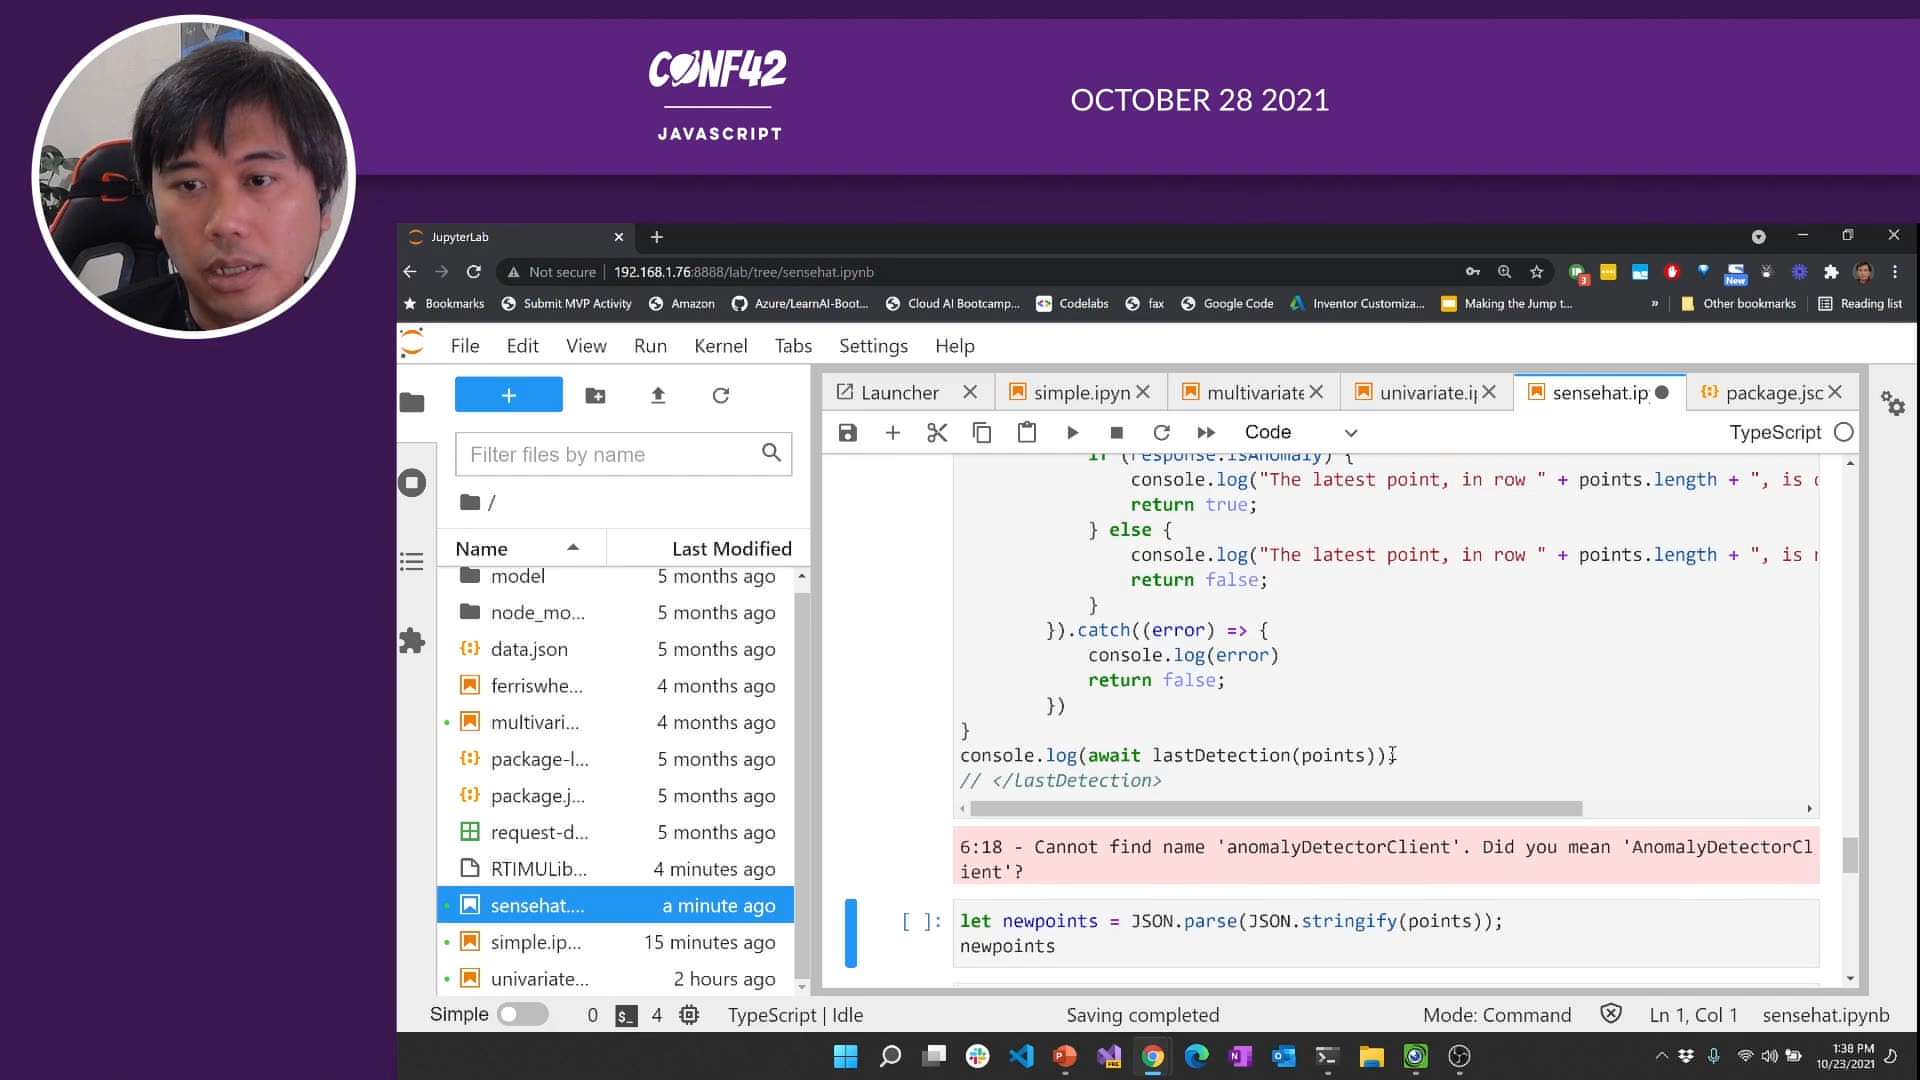 CONF42
JAVASCRIPT
OCTOBER 28 2021
JupyterLab
Not secure 192.168.1.76:8888/lab/tree/sensehat.ipynb
3
New
Bookmarks Submit MVP Activity Amazon Azure/LearnAI-Boot... Cloud AI Bootcamp... Codelabs fax Google Code Inventor Customiza... Making the Jump t... » Other bookmarks Reading list
File Edit View Run Kernel Tabs Settings Help
Launcher simple.ipyn multivariate univariate.ip sensehat.ip package.jsc
Code TypeScript
Filter files by name
/
Name Last Modified
model 5 months ago
node_mo... 5 months ago
data.json 5 months ago
ferriswhe... 4 months ago
multivari... 4 months ago
package-l... 5 months ago
package.j... 5 months ago
request-d... 5 months ago
RTIMULib... 4 minutes ago
sensehat.... a minute ago
simple.ip... 15 minutes ago
univariate... 2 hours ago
if (response.isAnomaly) {
console.log("The latest point, in row " + points.length + ", is
return true;
} else {
console.log("The latest point, in row " + points.length + ", is
return false;
}
}).catch((error) => {
console.log(error)
return false;
})
}
console.log(await lastDetection(points));
// </lastDetection>
6:18 - Cannot find name 'anomalyDetectorClient'. Did you mean 'AnomalyDetectorCl
ient'?
[ ]: let newpoints = JSON.parse(JSON.stringify(points));
newpoints
Simple 0 $_ 4 TypeScript | Idle Saving completed Mode: Command Ln 1, Col 1 sensehat.ipynb
1:38 PM
10/23/2021